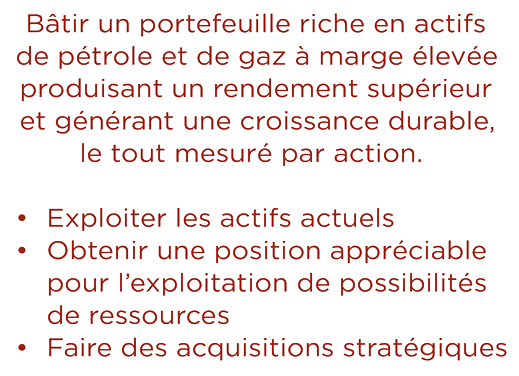 Bâtir un portefeuille riche en actifs
de pétrole et de gaz à marge élevée
produisant un rendement supérieur
et générant une croissance durable,
le tout mesuré par action.
• Exploiter les actifs actuels
• Obtenir une position appréciable
pour l’exploitation de possibilités
de ressources
• Faire des acquisitions stratégiques